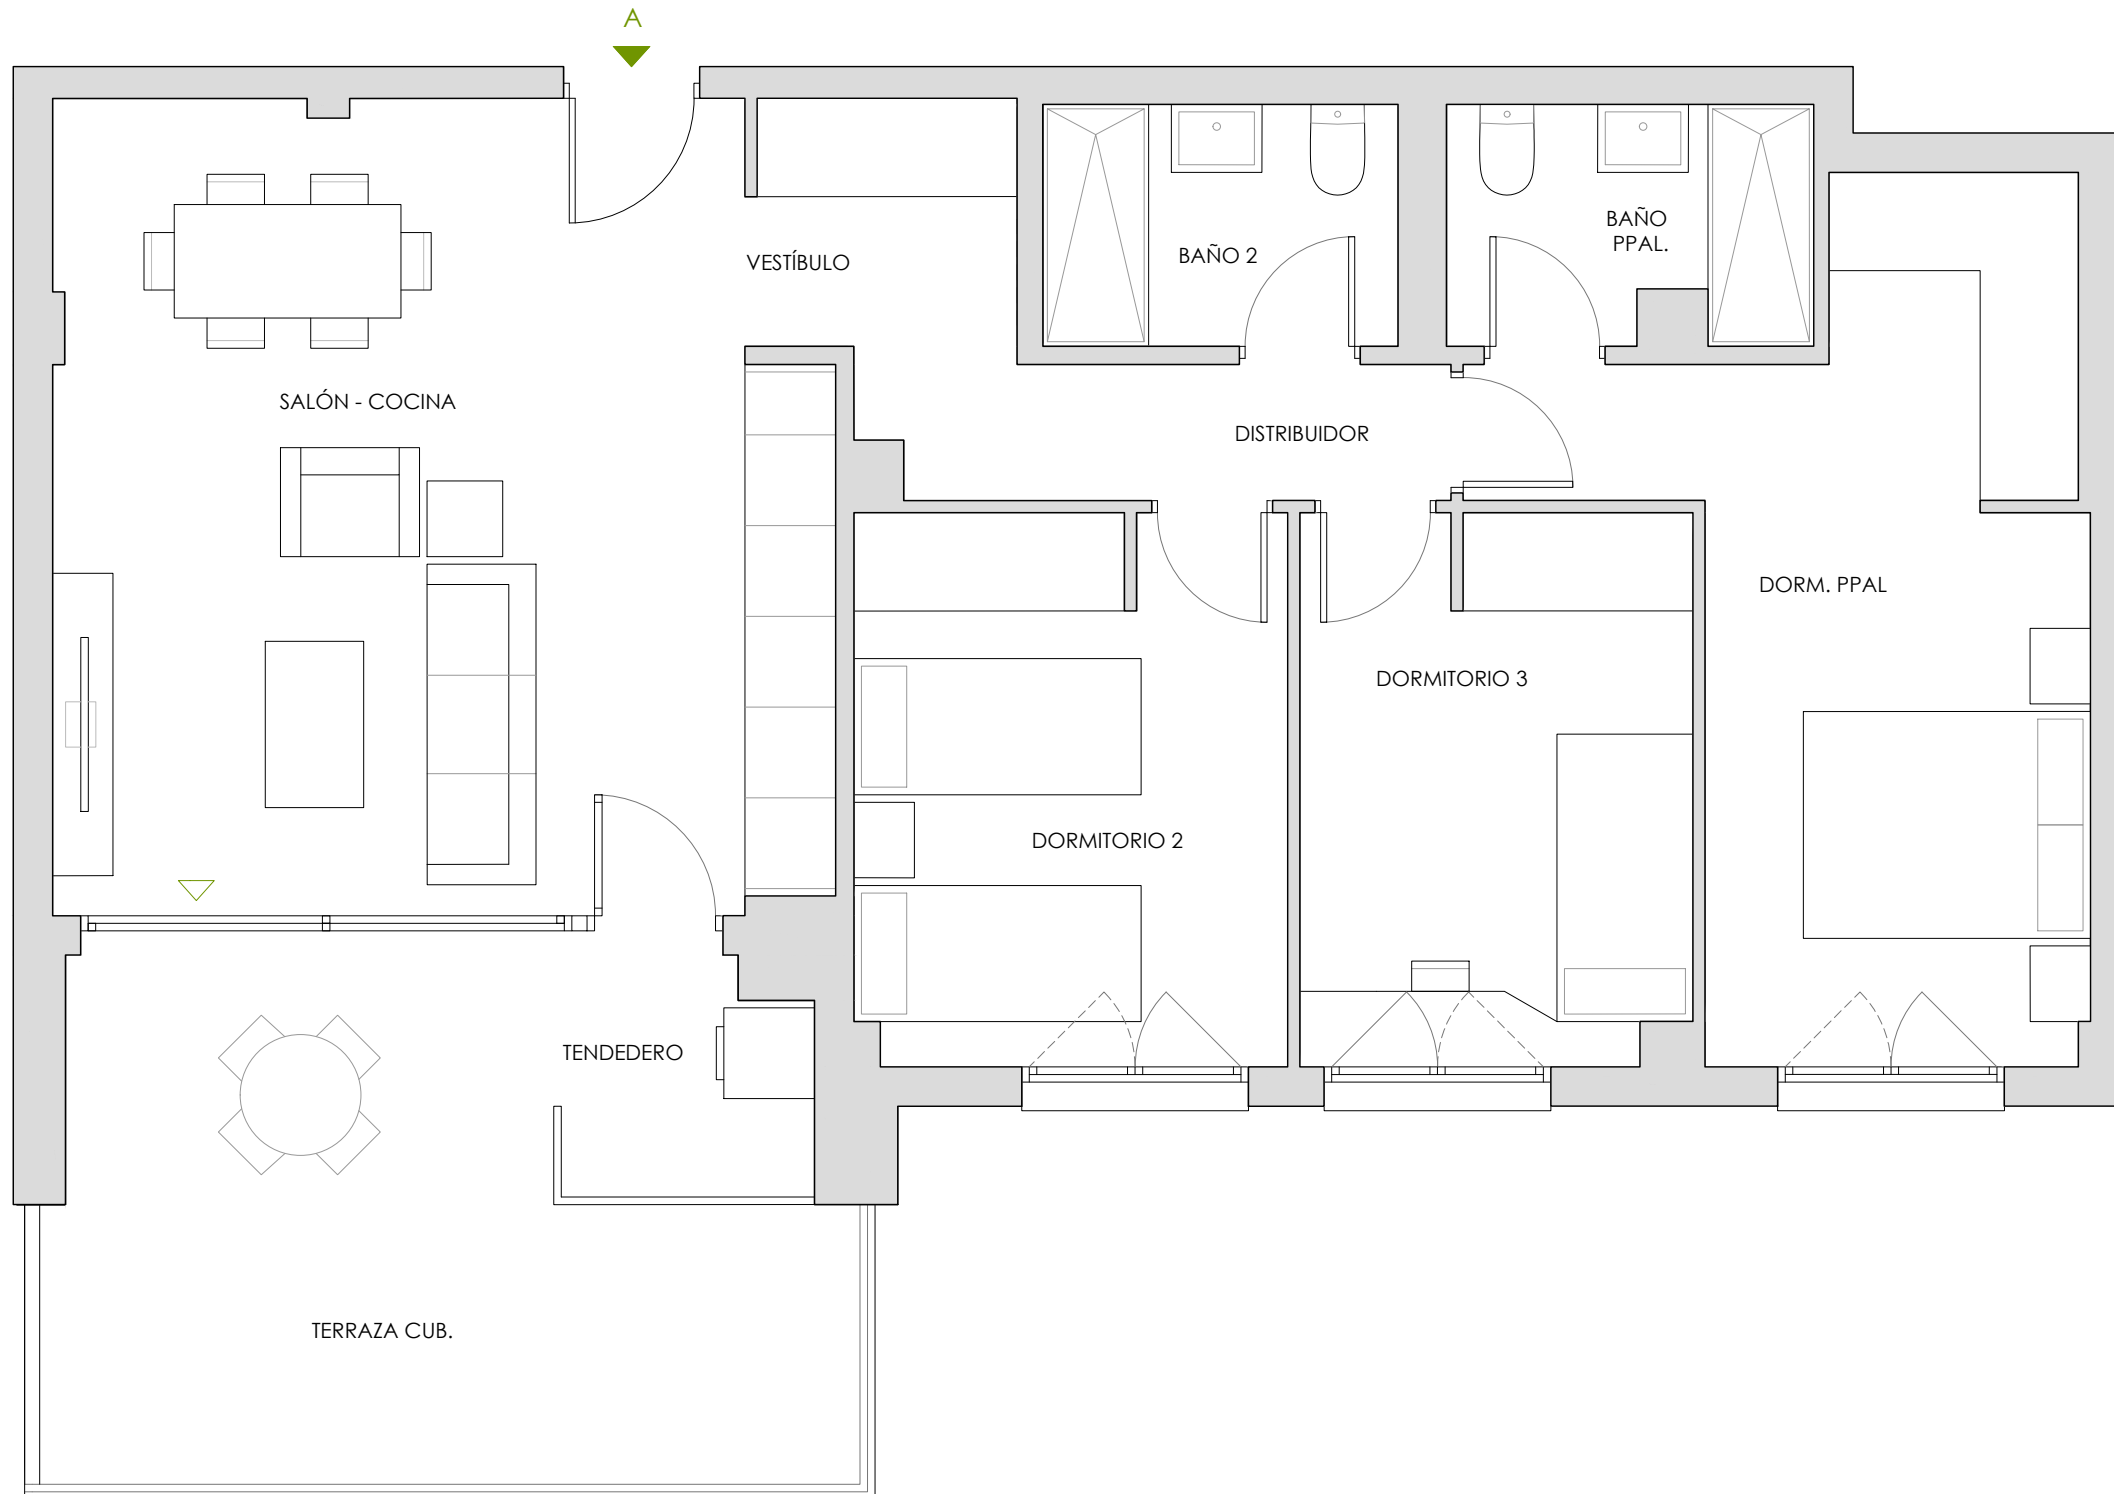 A
VESTÍBULO
BAÑO 2
BAÑO
PPAL.
SALÓN - COCINA
DISTRIBUIDOR
DORM. PPAL
DORMITORIO 3
DORMITORIO 2
TENDEDERO
TERRAZA CUB.